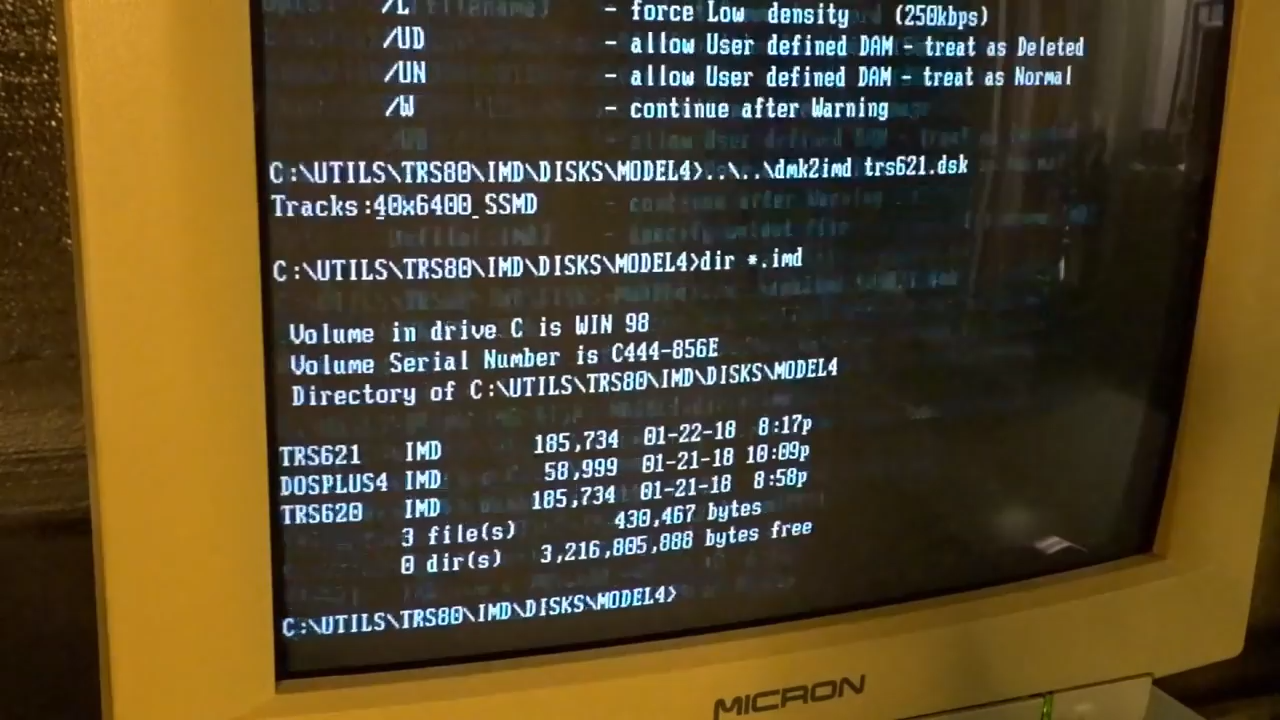 /L - force Low density (250kbps)
/UD - allow User defined DAM - treat as Deleted
/UN - allow User defined DAM - treat as Normal
/W - continue after Warning
C:\UTILS\TRS80\IMD\DISKS\MODEL4>..\..\dmk2imd trs621.dsk
Tracks:40x6400 SSMD
C:\UTILS\TRS80\IMD\DISKS\MODEL4>dir *.imd
Volume in drive C is WIN 98
Volume Serial Number is C444-856E
Directory of C:\UTILS\TRS80\IMD\DISKS\MODEL4
TRS621 IMD 185,734 01-22-18 8:17p
DOSPLUS4 IMD 58,999 01-21-18 10:09p
TRS620 IMD 185,734 01-21-18 8:58p
3 file(s) 430,467 bytes
0 dir(s) 3,216,805,888 bytes free
C:\UTILS\TRS80\IMD\DISKS\MODEL4>
MICRON